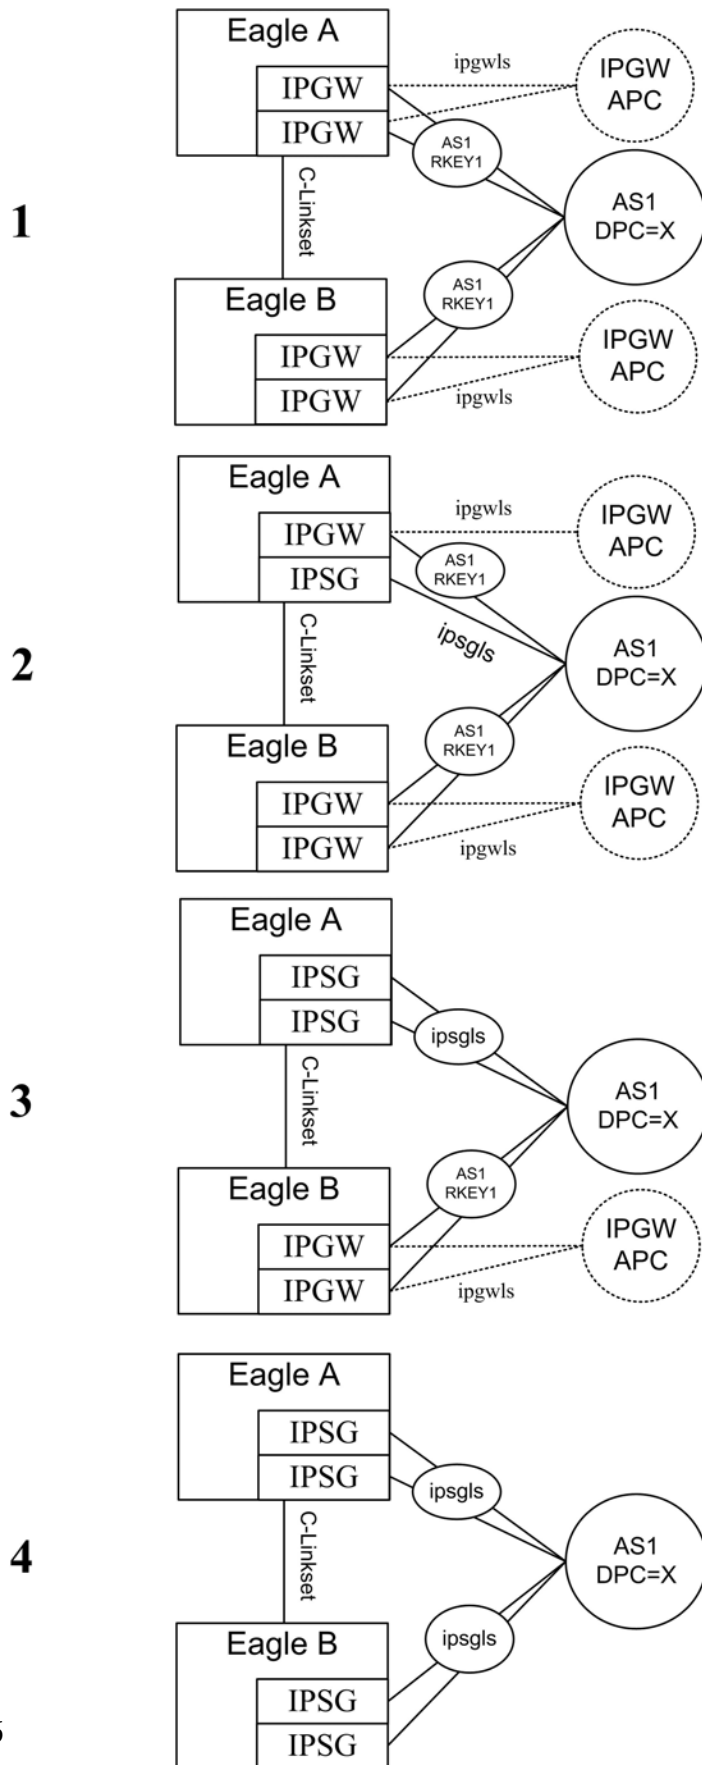 1
Eagle A
IPGW
IPGW
ipgwls
IPGW
APC
AS1
RKEY1
C-Linkset
AS1
DPC=X
Eagle B
IPGW
IPGW
AS1
RKEY1
ipgwls
IPGW
APC
2
Eagle A
IPGW
IPSG
ipgwls
IPGW
APC
AS1
RKEY1
ipsgls
C-Linkset
AS1
DPC=X
Eagle B
IPGW
IPGW
AS1
RKEY1
ipgwls
IPGW
APC
3
Eagle A
IPSG
IPSG
ipsgls
C-Linkset
AS1
DPC=X
Eagle B
IPGW
IPGW
AS1
RKEY1
ipgwls
IPGW
APC
4
Eagle A
IPSG
IPSG
ipsgls
C-Linkset
AS1
DPC=X
Eagle B
IPSG
IPSG
ipsgls